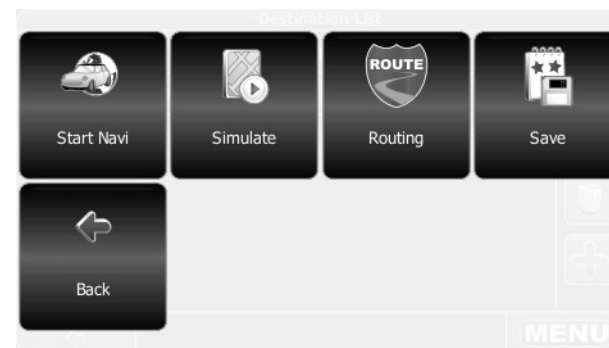 Destination List
ROUTE
Start Navi
Simulate
Routing
Save
Back
MENU